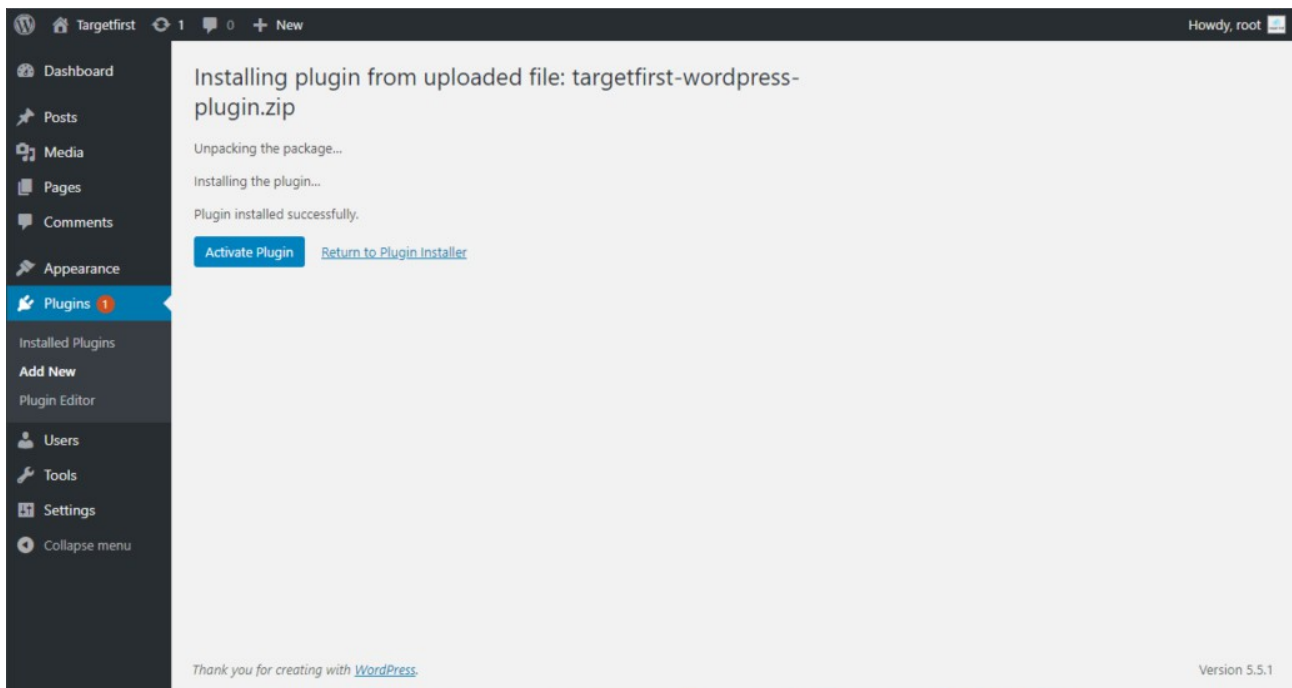 Targetfirst 1 0 + New Howdy, root
Dashboard
Posts
Media
Pages
Comments
Appearance
Plugins 1
Installed Plugins
Add New
Plugin Editor
Users
Tools
Settings
Collapse menu
Installing plugin from uploaded file: targetfirst-wordpress-
plugin.zip
Unpacking the package...
Installing the plugin...
Plugin installed successfully.
Activate Plugin Return to Plugin Installer
Thank you for creating with WordPress. Version 5.5.1